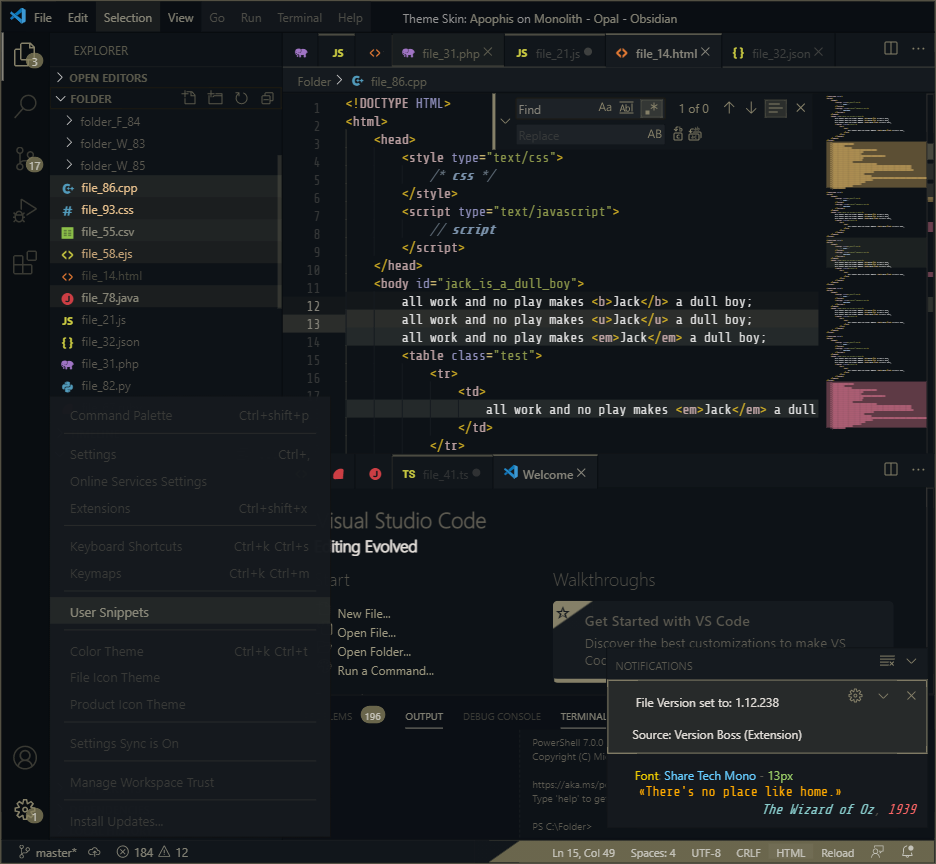 File Edit Selection View Go Run Terminal Help Theme Skin: Apophis on Monolith - Opal - Obsidian
3
17
1
EXPLORER
OPEN EDITORS
FOLDER
folder_F_84
folder_W_83
folder_W_85
file_86.cpp
file_93.css
file_55.csv
file_58.ejs
file_14.html
file_78.java
file_21.js
file_32.json
file_31.php
file_82.py
JS file_31.php JS file_21.js file_14.html {} file_32.json
Folder > file_86.cpp
Find Aa Abl .* 1 of 0
Replace AB
1 <!DOCTYPE HTML>
2 <html>
3 <head>
4 <style type="text/css">
5 /* css */
6 </style>
7 <script type="text/javascript">
8 // script
9 </script>
10 </head>
11 <body id="jack_is_a_dull_boy">
12 all work and no play makes <b>Jack</b> a dull boy;
13 all work and no play makes <u>Jack</u> a dull boy;
14 all work and no play makes <em>Jack</em> a dull boy;
15 <table class="test">
16 <tr>
17 <td>
all work and no play makes <em>Jack</em> a dull
</td>
</tr>
Command Palette Ctrl+shift+p
Settings Ctrl+,
Online Services Settings
Extensions Ctrl+shift+x
Keyboard Shortcuts Ctrl+k Ctrl+s
Keymaps Ctrl+k Ctrl+m
User Snippets
Color Theme Ctrl+k Ctrl+t
File Icon Theme
Product Icon Theme
Settings Sync is On
Manage Workspace Trust
Install Updates...
TS file_41.ts Welcome
isual Studio Code
iting Evolved
art
New File...
Open File...
Open Folder...
Run a Command...
Walkthroughs
Get Started with VS Code
Discover the best customizations to make VS
Coc
LEMS 196 OUTPUT DEBUG CONSOLE TERMINAL
PowerShell 7.0.0
Copyright (C) Mi
https://aka.ms/p
Type 'help' to ge
PS C:\Folder>
NOTIFICATIONS
File Version set to: 1.12.238
Source: Version Boss (Extension)
Font: Share Tech Mono - 13px
«There's no place like home.»
The Wizard of Oz, 1939
master* 184 12 Ln 15, Col 49 Spaces: 4 UTF-8 CRLF HTML Reload